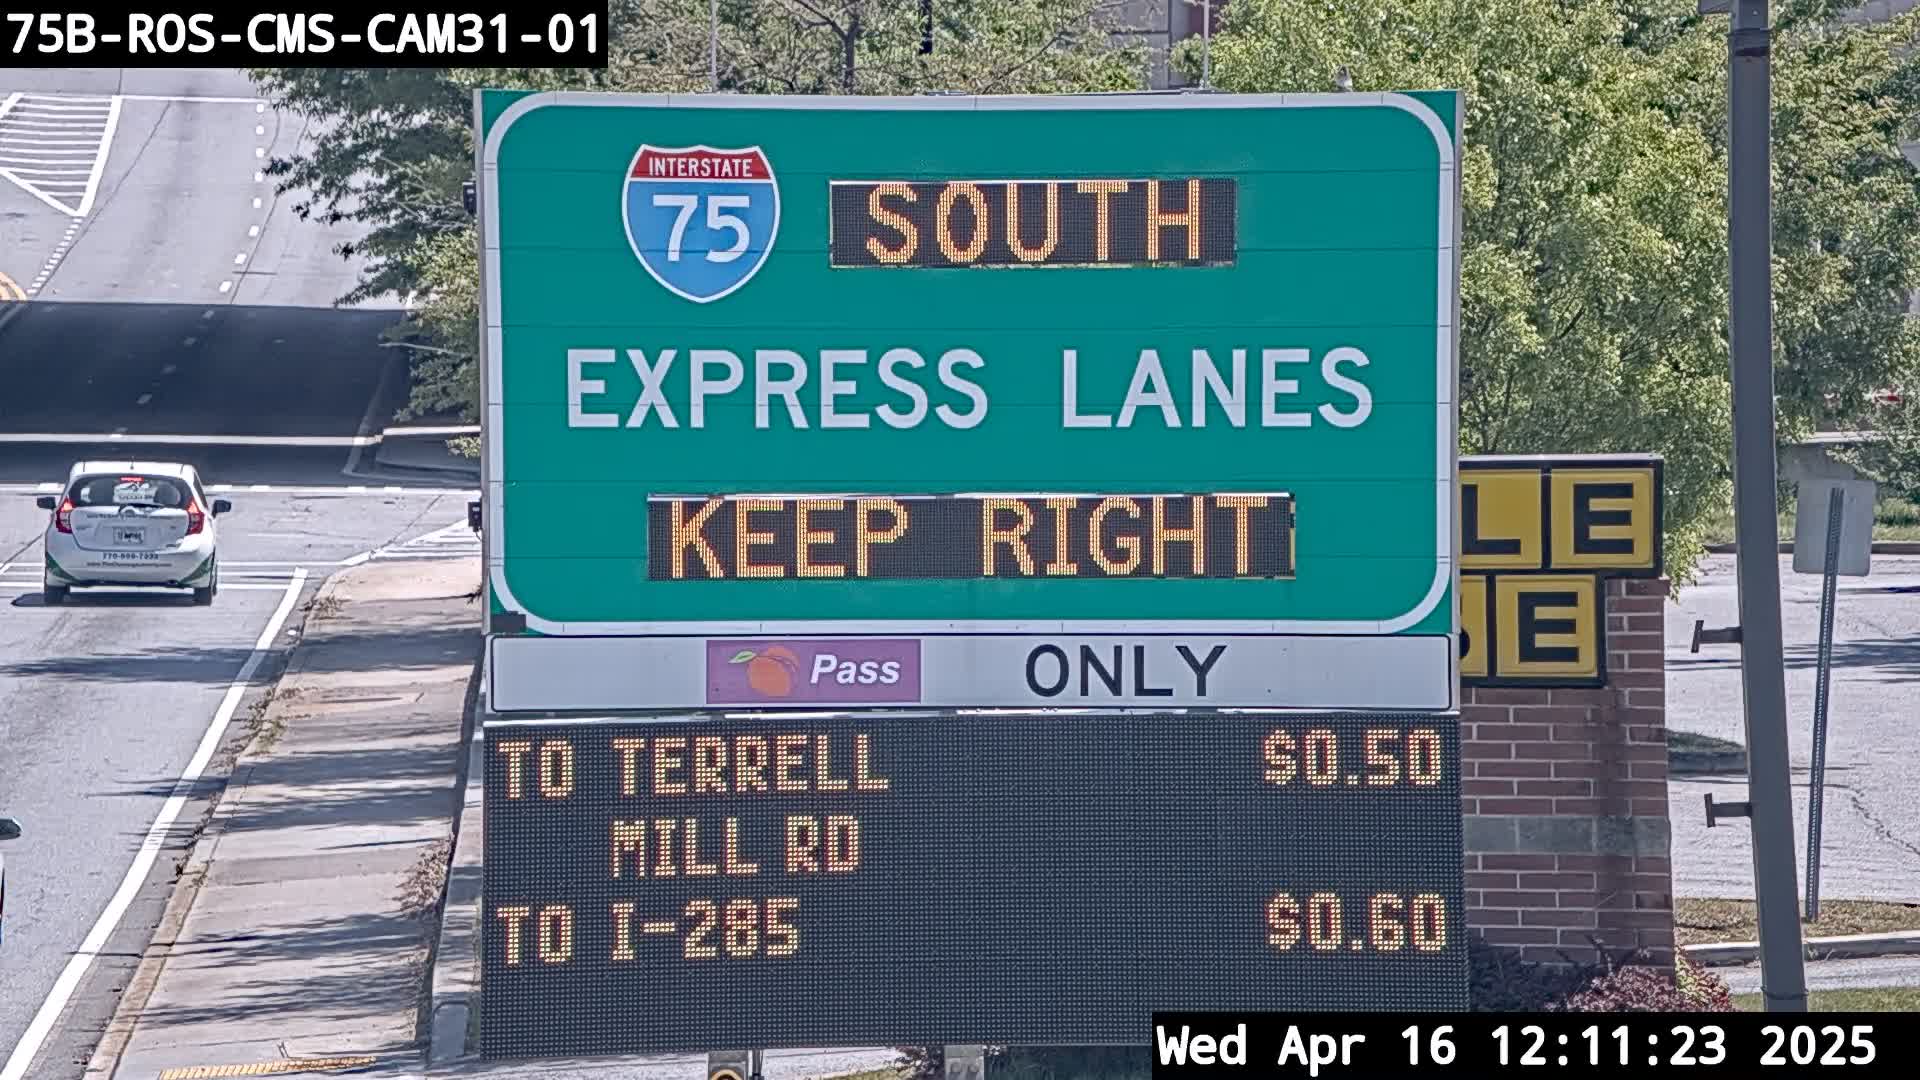 75B-ROS-CMS-CAM31-01
INTERSTATE
75
SOUTH
EXPRESS LANES
KEEP RIGHT
Pass
ONLY
LE
E
TO TERRELL $0.50
MILL RD
TO I-285 $0.60
Wed Apr 16 12:11:23 2025